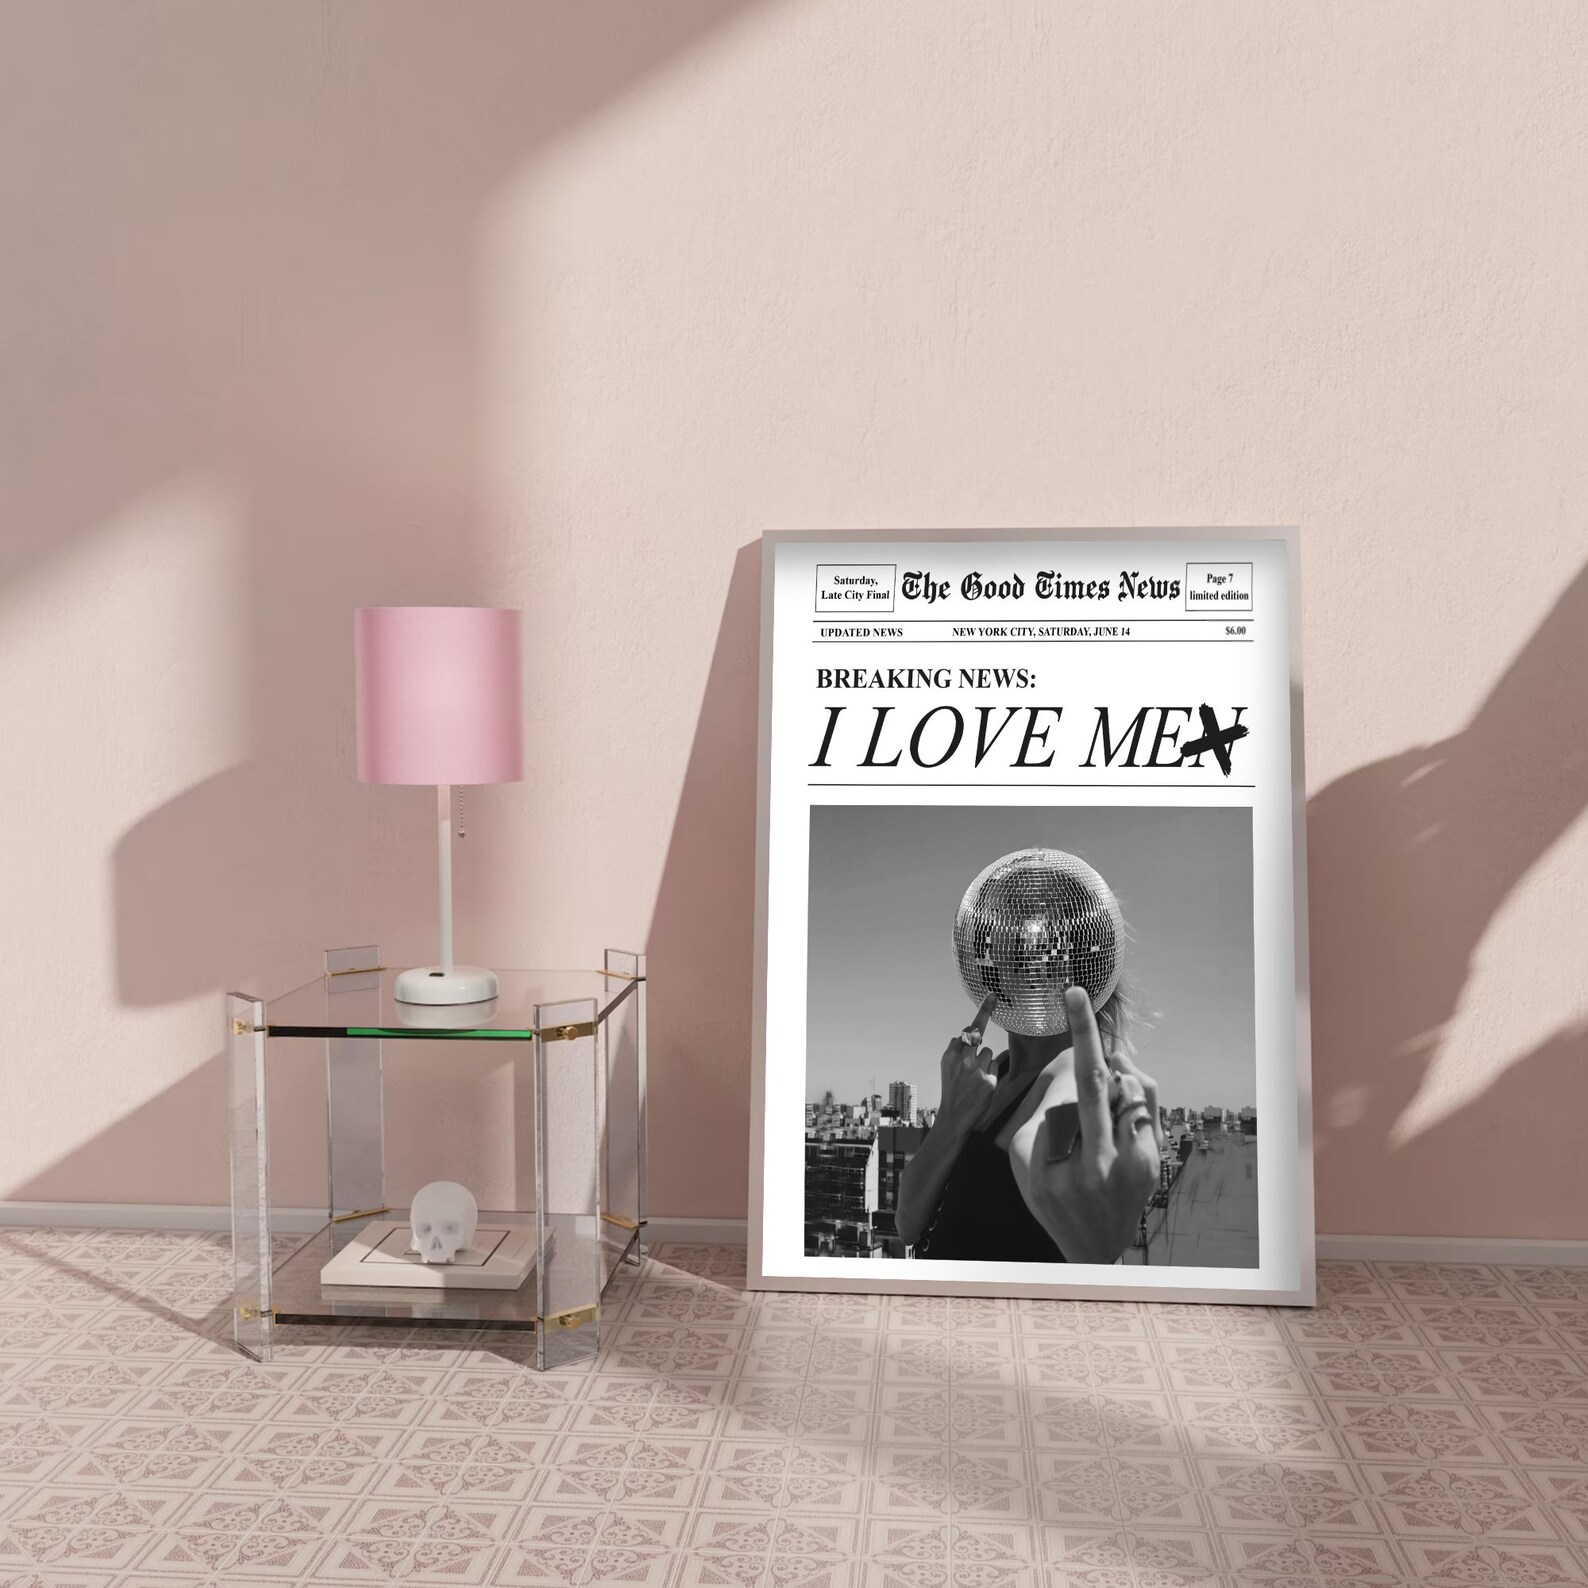 Saturday,
Late City Final
The Good Times News
Page 7
limited edition
UPDATED NEWS
NEW YORK CITY, SATURDAY, JUNE 14
$6.00
BREAKING NEWS:
I LOVE MEN